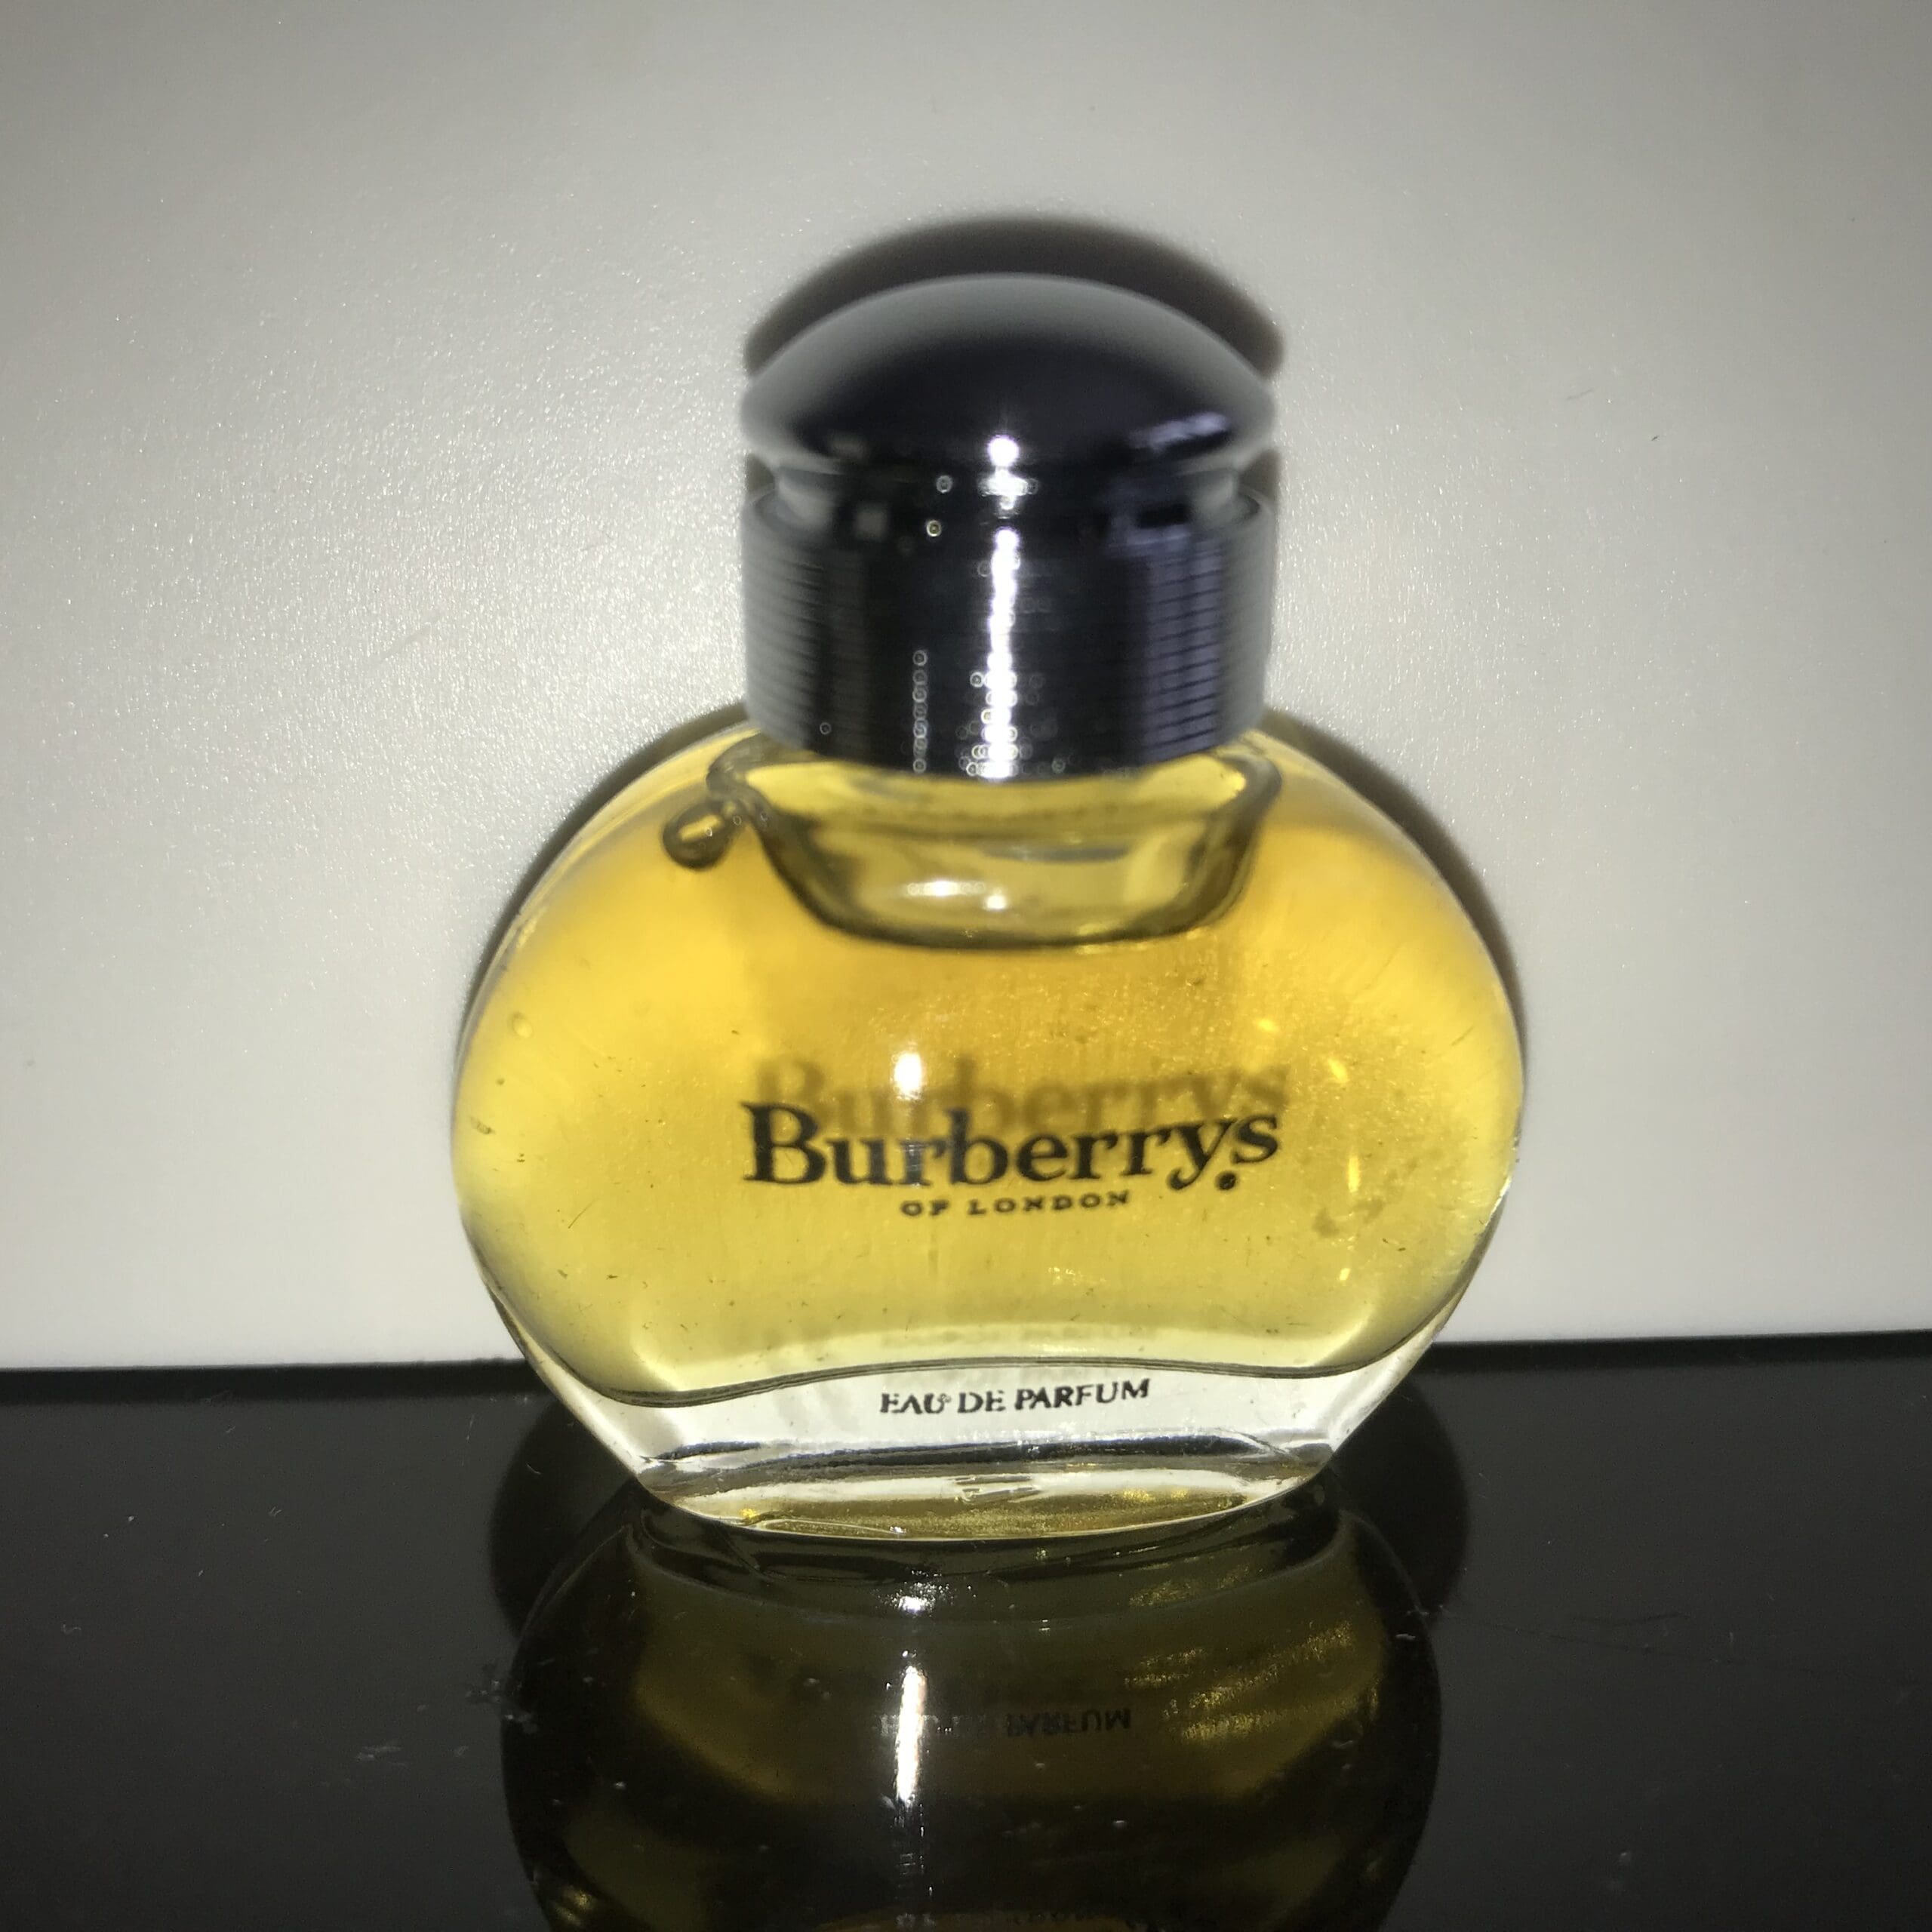 Burberrys
OF LONDON
EAU DE PARFUM